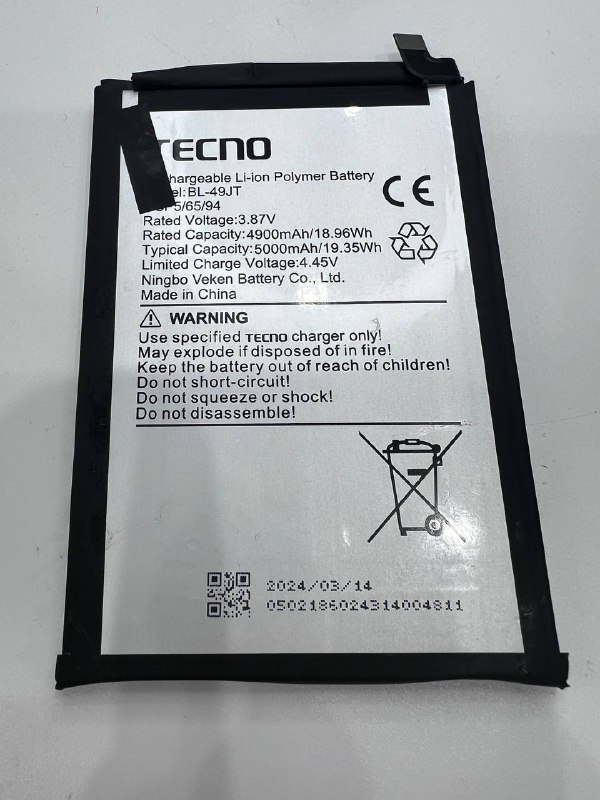 TECNO
chargeable Li-ion Polymer Battery
el:BL-49JT
5/65/94
Rated Voltage:3.87V
Rated Capacity:4900mAh/18.96Wh
Typical Capacity:5000mAh/19.35Wh
Limited Charge Voltage:4.45V
Ningbo Veken Battery Co., Ltd.
Made in China
CE
WARNING
Use specified TECNO charger only!
May explode if disposed of in fire!
Keep the battery out of reach of children!
Do not short-circuit!
Do not squeeze or shock!
Do not disassemble!
2024/03/14
0502186024314004811